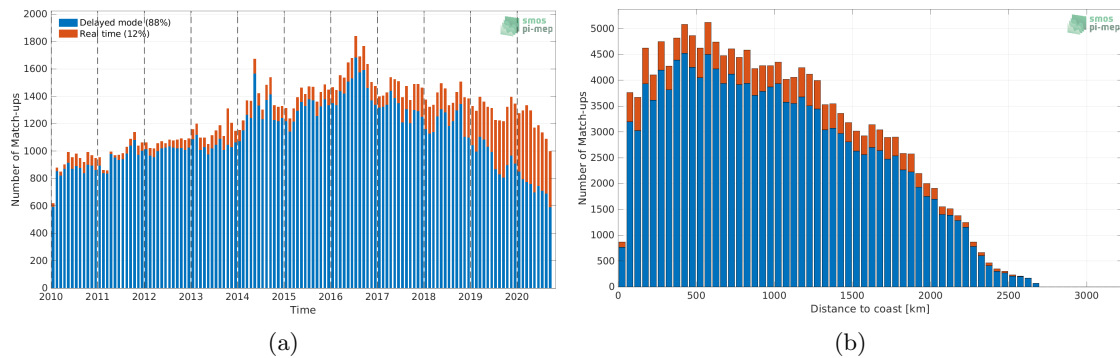 Delayed mode (88%)
Real time (12%)
smos
pi-mep
Number of Match-ups
2000
1800
1600
1400
1200
1000
800
600
400
200
0
2010 2011 2012 2013 2014 2015 2016 2017 2018 2019 2020
Time
(a)
smos
pi-mep
Number of Match-ups
5000
4500
4000
3500
3000
2500
2000
1500
1000
500
0
0 500 1000 1500 2000 2500 3000
Distance to coast [km]
(b)